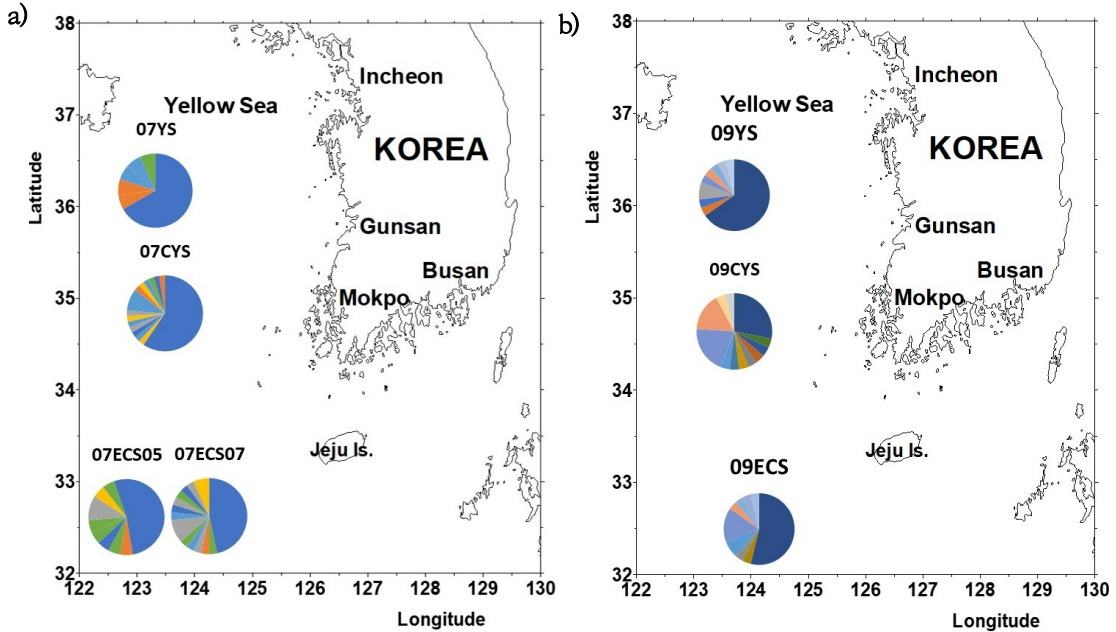 a)
38
37
36
35
34
33
32
Latitude
122 123 124 125 126 127 128 129 130
Longitude
Incheon
Yellow Sea
07YS
KOREA
Gunsan
07CYS
Busan
Mokpo
Jeju Is.
07ECS05 07ECS07
b)
38
37
36
35
34
33
32
Latitude
122 123 124 125 126 127 128 129 130
Longitude
Incheon
Yellow Sea
09YS
KOREA
Gunsan
09CYS
Busan
Mokpo
Jeju Is.
09ECS